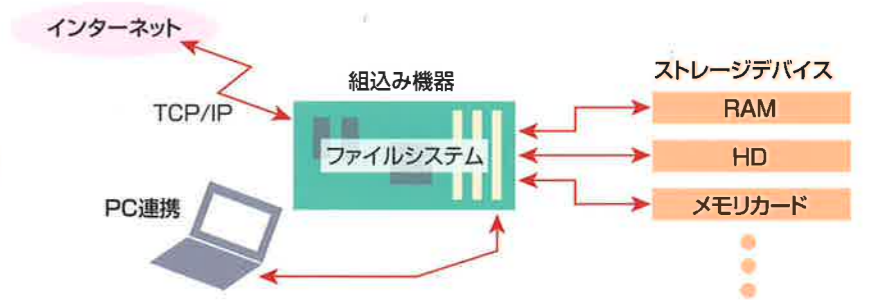 インターネット
TCP/IP
組込み機器
ファイルシステム
PC連携
ストレージデバイス
RAM
HD
メモリカード